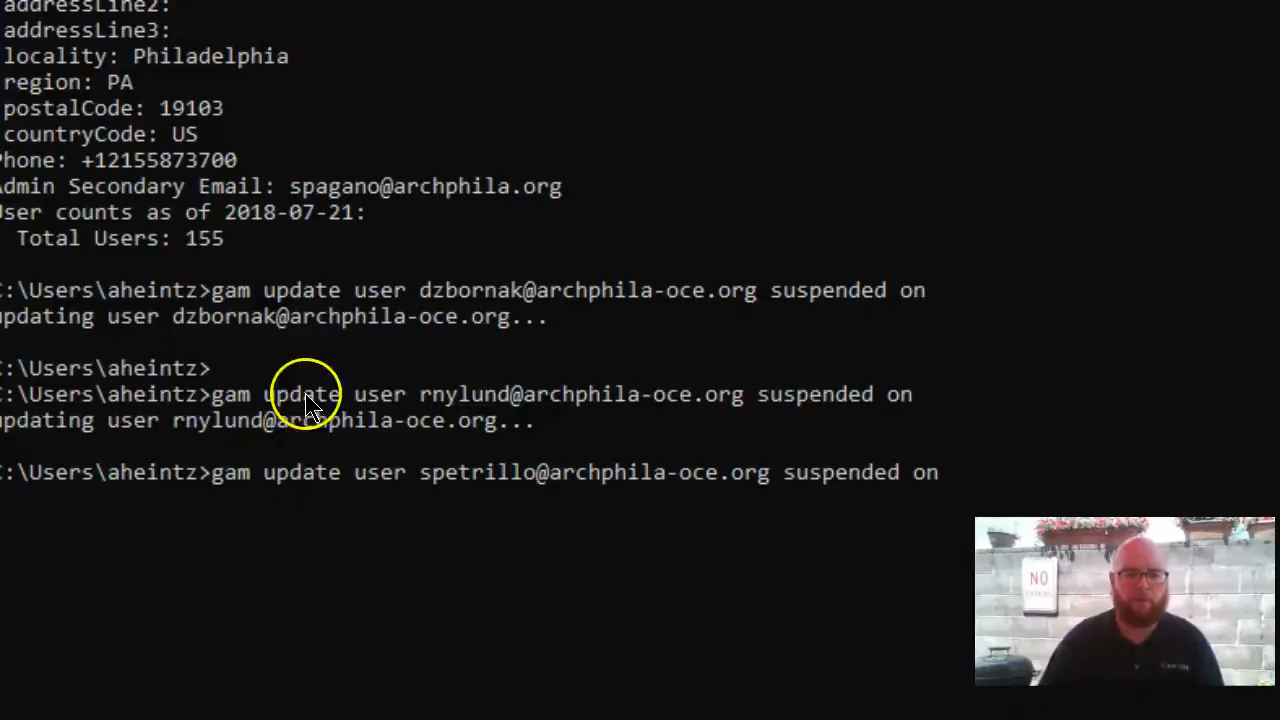 addressLine2:
addressLine3:
locality: Philadelphia
region: PA
postalCode: 19103
countryCode: US
Phone: +12155873700
Admin Secondary Email: spagano@archphila.org
User counts as of 2018-07-21:
Total Users: 155
C:\Users\aheintz>gam update user dzbornak@archphila-oce.org suspended on
updating user dzbornak@archphila-oce.org...
C:\Users\aheintz>
C:\Users\aheintz>gam update user rnylund@archphila-oce.org suspended on
updating user rnylund@archphila-oce.org...
C:\Users\aheintz>gam update user spetrillo@archphila-oce.org suspended on
NO